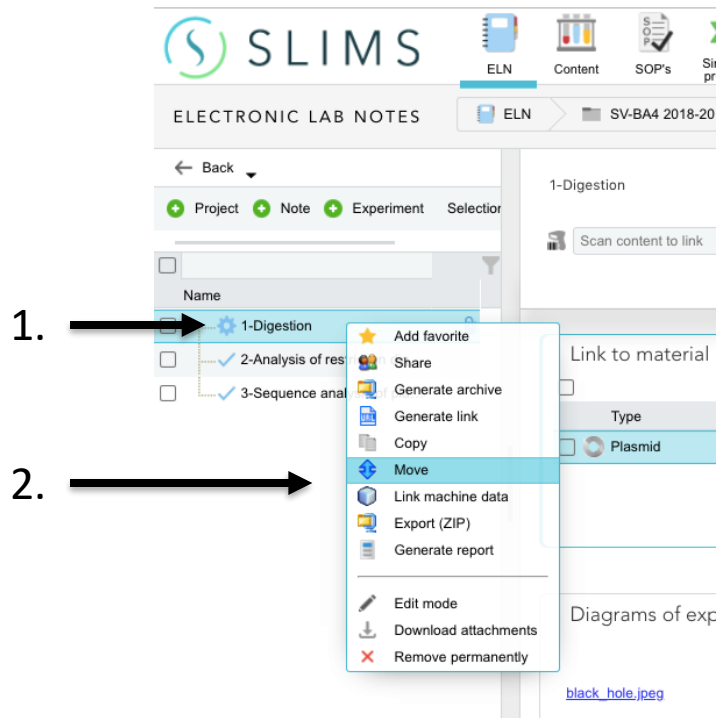 SLIMS
ELN
Content
SOP's
ELECTRONIC LAB NOTES
ELN
SV-BA4 2018-20
Back
Project
Note
Experiment
Selection
1-Digestion
Scan content to link
Name
1.
1-Digestion
2-Analysis of
3-Sequence
Add favorite
Share
Generate archive
Generate link
URL
Copy
2.
Move
Link machine data
Export (ZIP)
Generate report
Edit mode
Download attachments
Remove permanently
Link to material
Type
Plasmid
Diagrams of exp
black_hole.jpeg